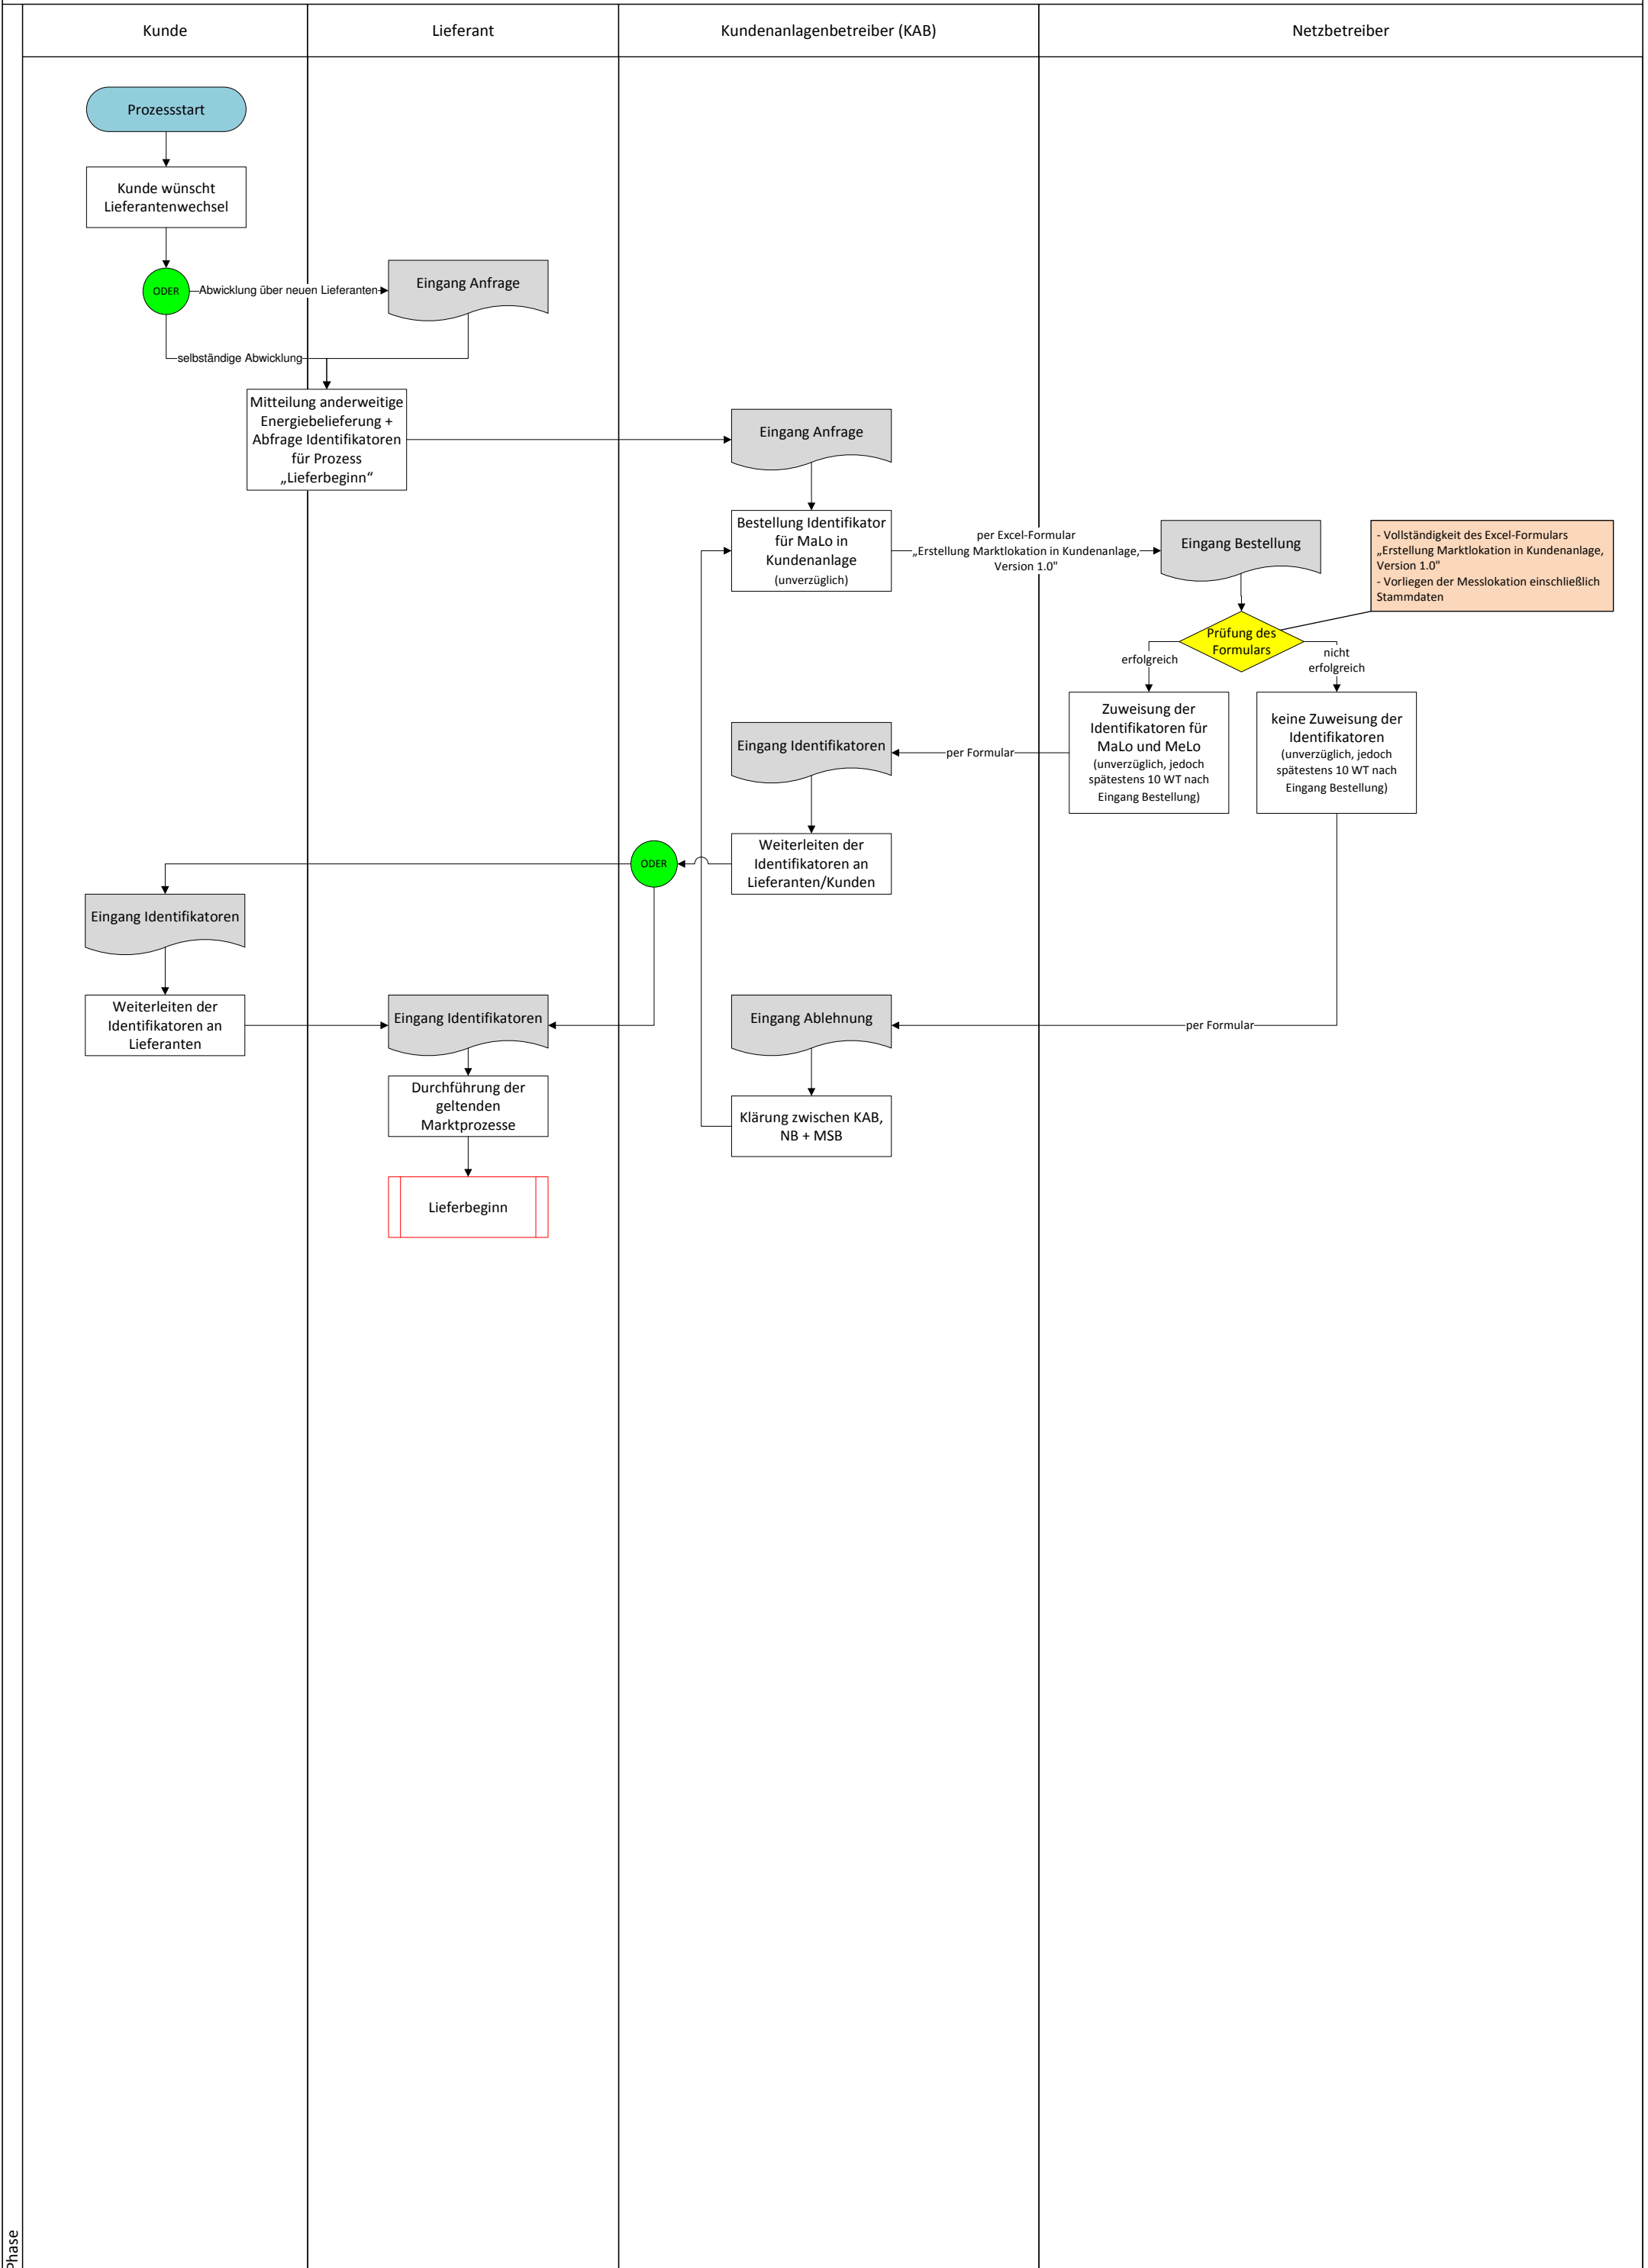 Kunde
Lieferant
Kundenanlagenbetreiber (KAB)
Netzbetreiber
Prozessstart
Kunde wünscht
Lieferantenwechsel
ODER
Abwicklung über neuen Lieferanten
Eingang Anfrage
selbständige Abwicklung
Mitteilung anderweitige
Energiebelieferung +
Abfrage Identifikatoren
für Prozess
„Lieferbeginn“
Eingang Anfrage
Bestellung Identifikator
für MaLo in
Kundenanlage
(unverzüglich)
per Excel-Formular
„Erstellung Marktlokation in Kundenanlage,
Version 1.0"
Eingang Bestellung
- Vollständigkeit des Excel-Formulars
„Erstellung Marktlokation in Kundenanlage,
Version 1.0"
- Vorliegen der Messlokation einschließlich
Stammdaten
Prüfung des
Formulars
erfolgreich
nicht
erfolgreich
Zuweisung der
Identifikatoren für
MaLo und MeLo
(unverzüglich, jedoch
spätestens 10 WT nach
Eingang Bestellung)
keine Zuweisung der
Identifikatoren
(unverzüglich, jedoch
spätestens 10 WT nach
Eingang Bestellung)
per Formular
Eingang Identifikatoren
Weiterleiten der
Identifikatoren an
Lieferanten/Kunden
ODER
Eingang Identifikatoren
Weiterleiten der
Identifikatoren an
Lieferanten
Eingang Identifikatoren
Eingang Ablehnung
per Formular
Durchführung der
geltenden
Marktprozesse
Klärung zwischen KAB,
NB + MSB
Lieferbeginn
Phase